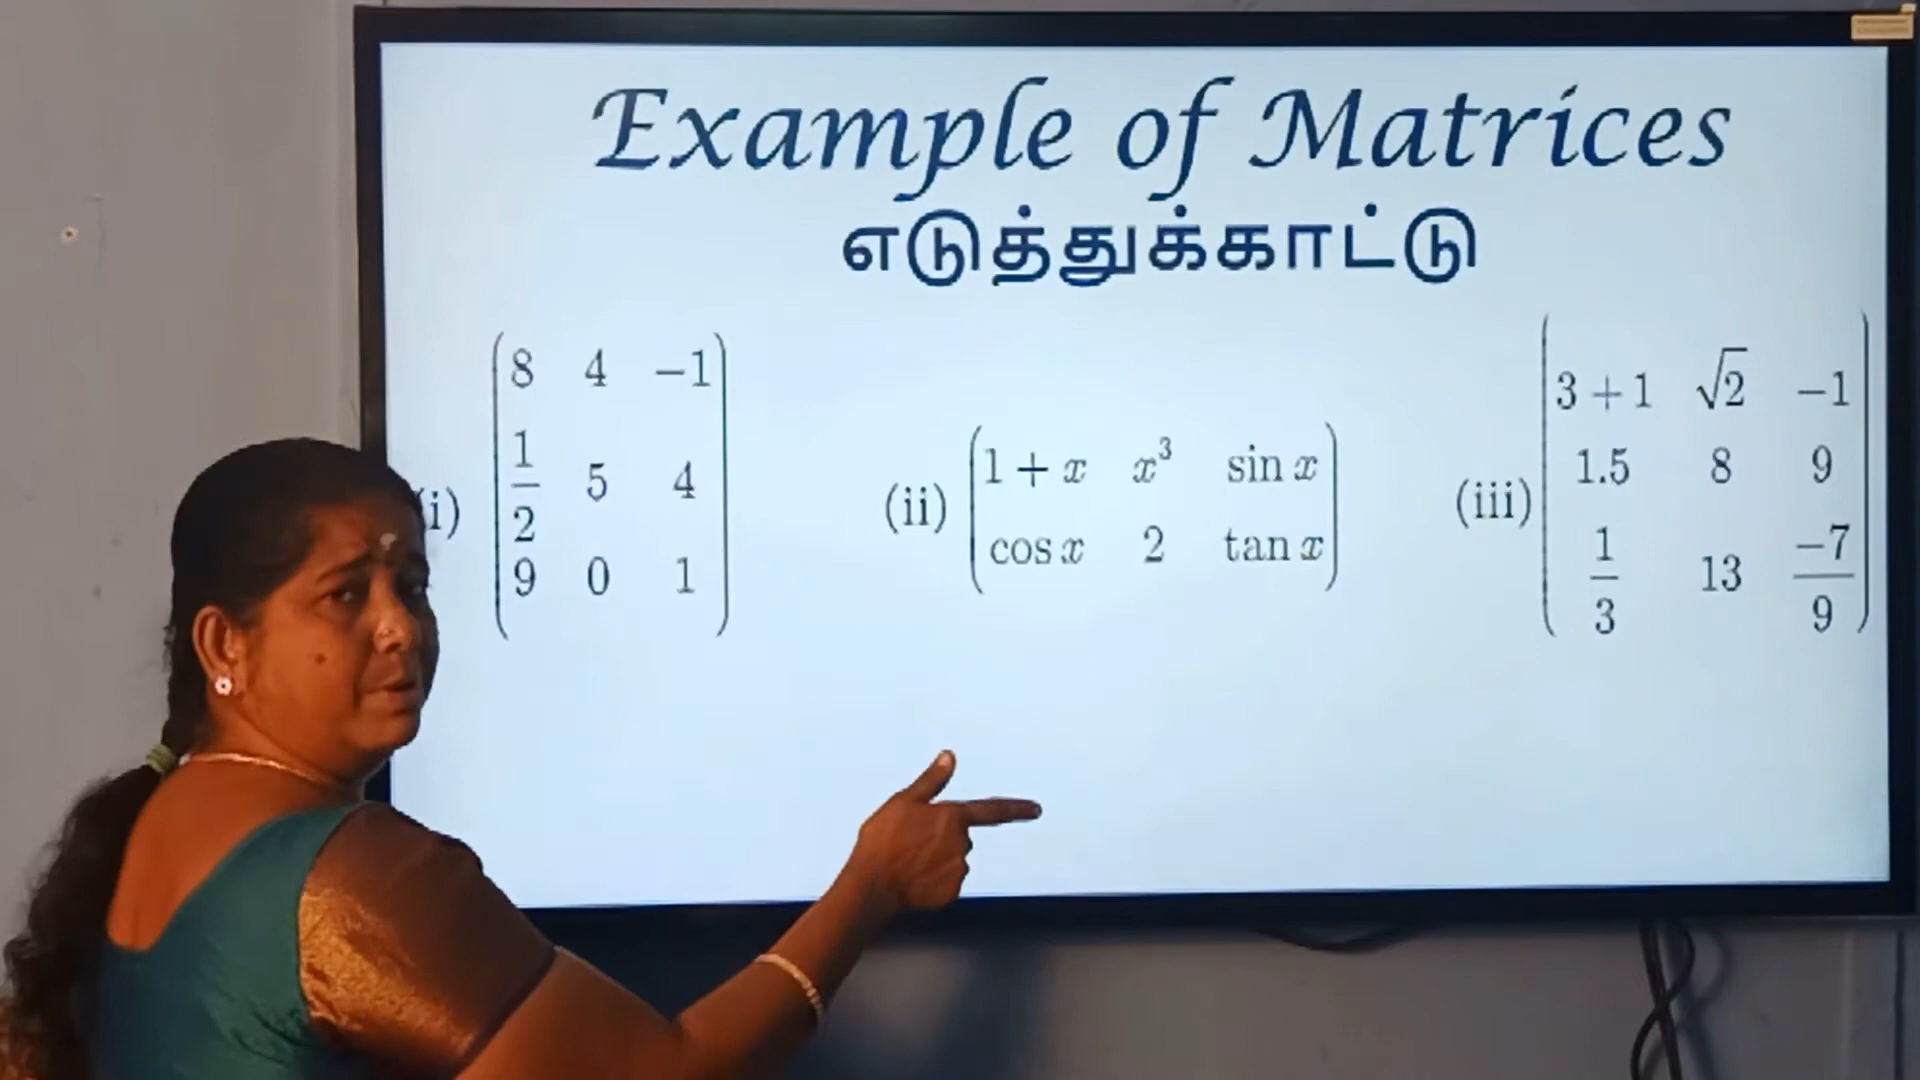 Example of Matrices
எடுத்துக்காட்டு
(i) (8 4 −1
1/2 5 4
9 0 1)
(ii) (1 + x x³ sin x
cos x 2 tan x)
(iii) (3 + 1 √2 −1
1.5 8 9
1/3 13 −7/9)